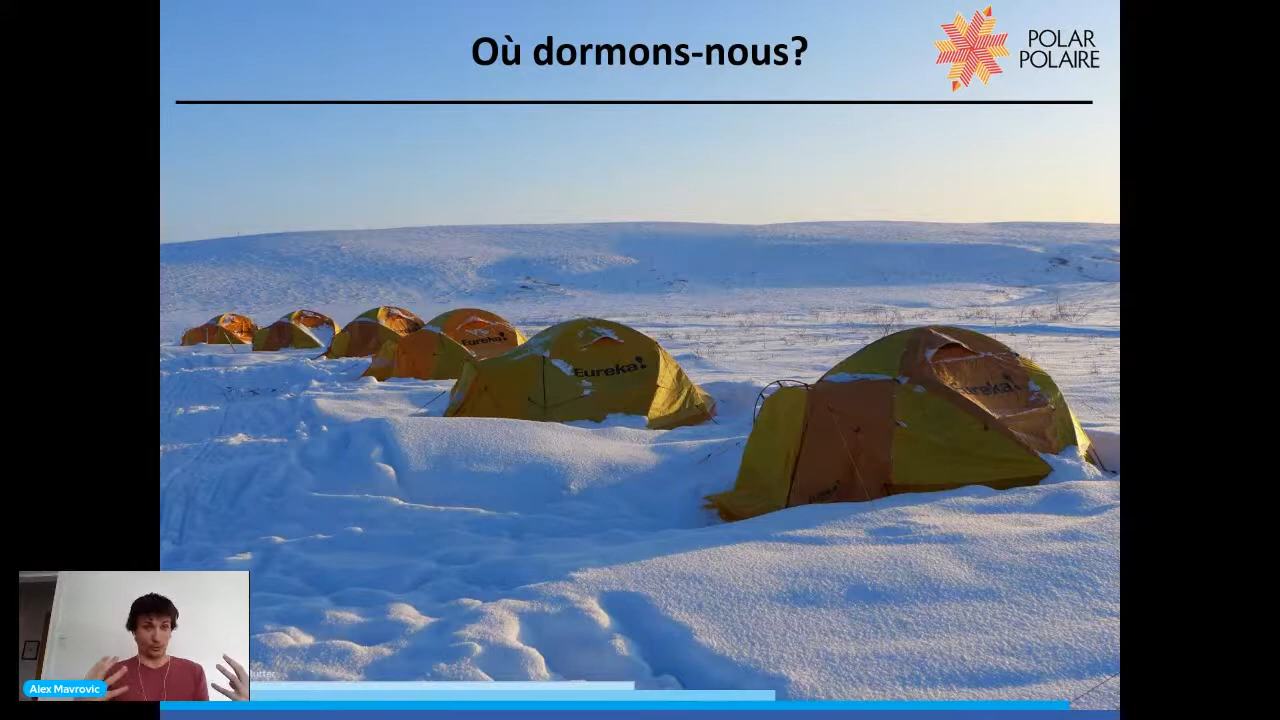 Où dormons-nous?
POLAR
POLAIRE
Eureka!
Eureka!
Eureka!
Alex Mavrovic